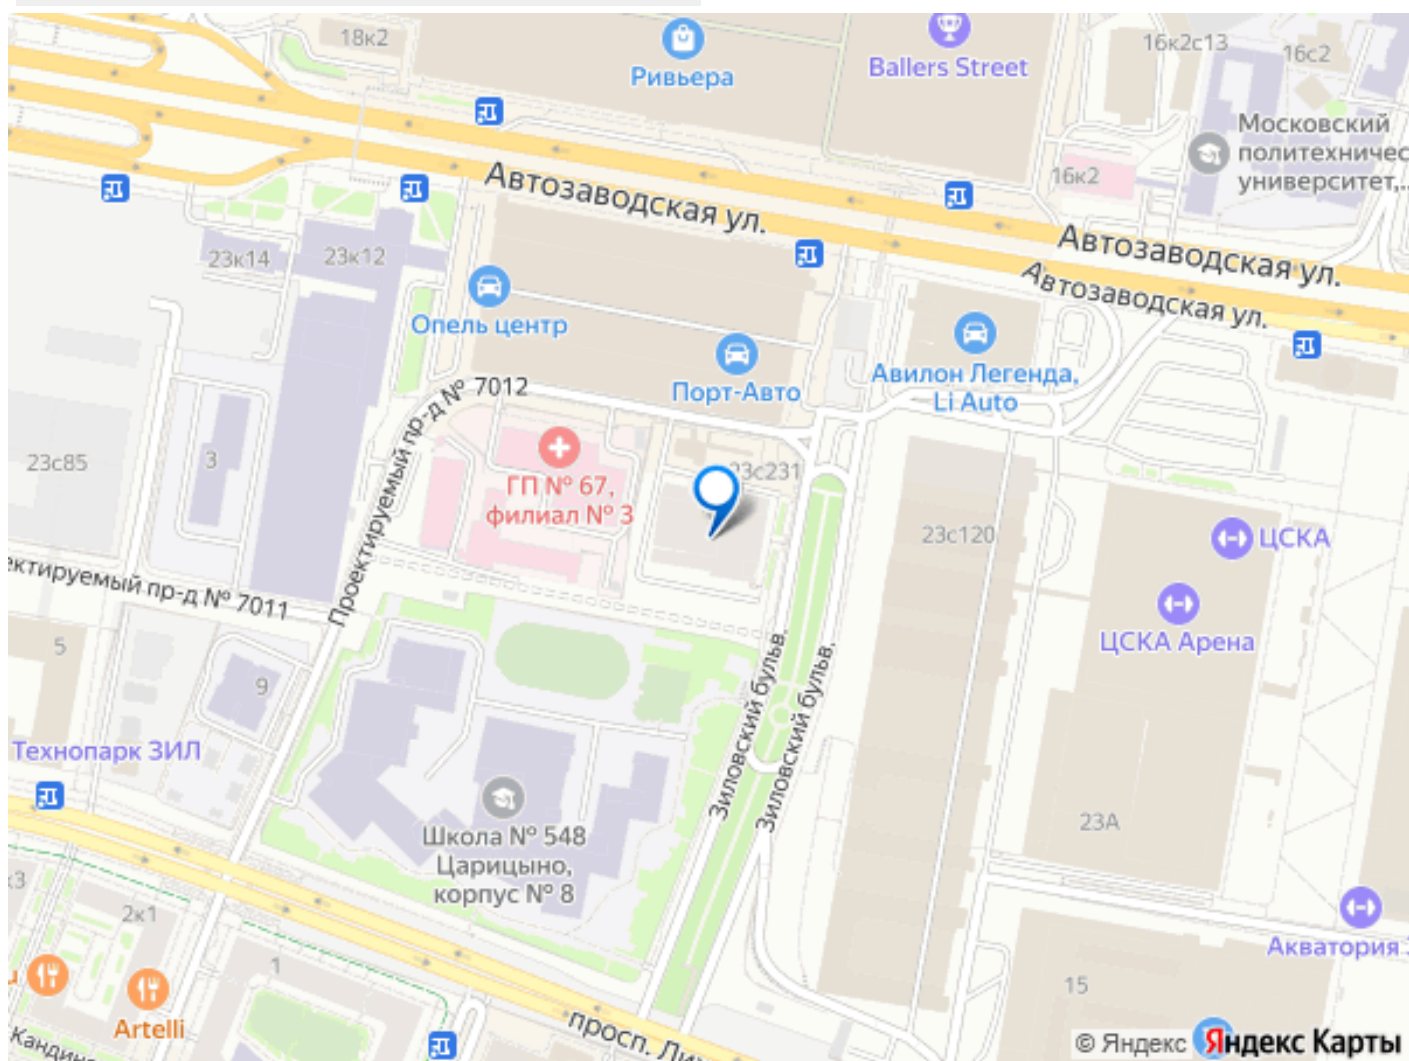 18к2
Ривьера
Ballers Street
16к2с13
16с2
Московский
политехничес
университет,..
16к2
Автозаводская ул.
Автозаводская ул.
Автозаводская ул.
23к14
23к12
Опель центр
Порт-Авто
Авилон Легенда,
Li Auto
Проектируемый пр-д № 7012
23с85
3
ГП № 67,
филиал № 3
23с231
23с120
ЦСКА
ЦСКА Арена
ектируемый пр-д № 7011
5
9
Зиловский бульв.
Зиловский бульв.
Технопарк ЗИЛ
Школа № 548
Царицыно,
корпус № 8
23А
к3
2к1
1
Artelli
Акватория
15
просп. Ли
Кандин
© Яндекс Яндекс Карты